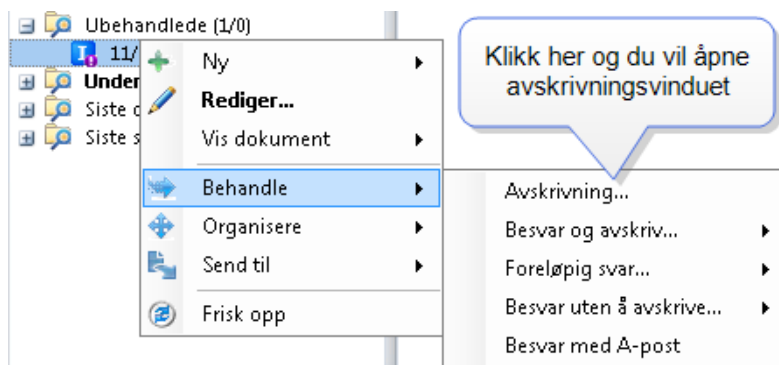 Ubehandlede (1/0)
11/
Under
Siste
Siste s
Ny
Rediger...
Vis dokument
Behandle
Organisere
Send til
Frisk opp
Klikk her og du vil åpne
avskrivningsvinduet
Avskrivning...
Besvar og avskriv...
Foreløpig svar...
Besvar uten å avskrive...
Besvar med A-post